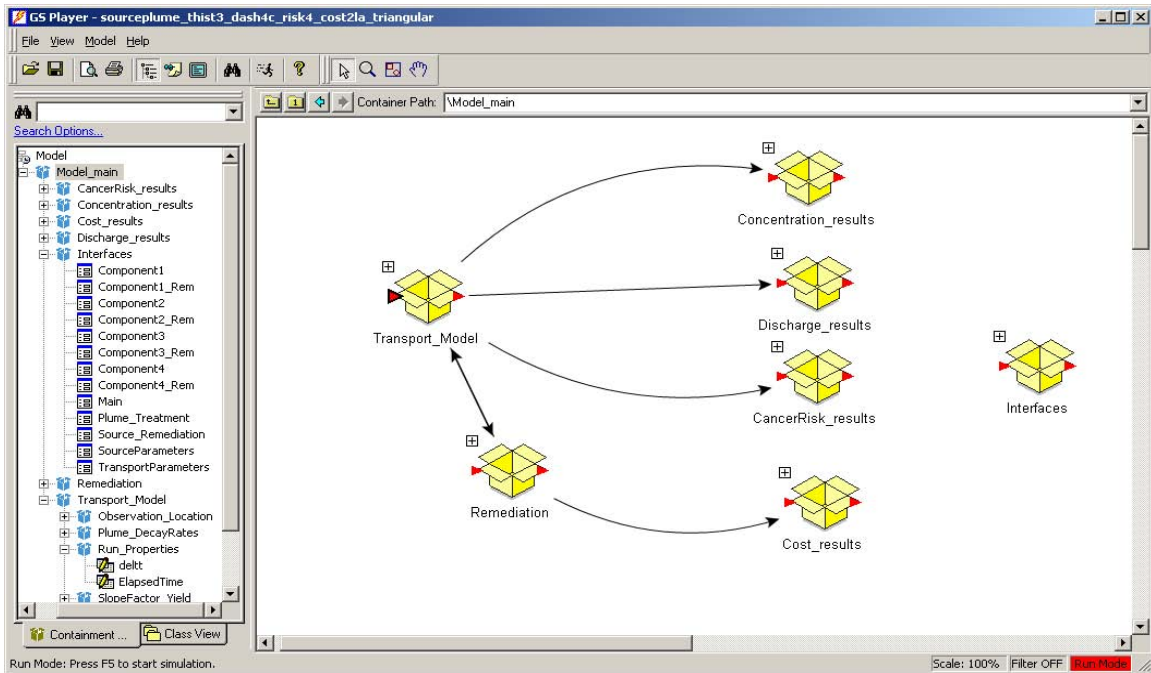 GS Player - sourceplume_thist3_dash4c_risk4_cost2la_triangular
File View Model Help
Container Path: \Model_main
Search Options...
Model
Model_main
CancerRisk_results
Concentration_results
Cost_results
Discharge_results
Interfaces
Component1
Component1_Rem
Component2
Component2_Rem
Component3
Component3_Rem
Component4
Component4_Rem
Main
Plume_Treatment
Source_Remediation
SourceParameters
TransportParameters
Remediation
Transport_Model
Observation_Location
Plume_DecayRates
Run_Properties
deltt
ElapsedTime
SlopeFactor_Yield
Containment ...
Class View
Concentration_results
Discharge_results
Transport_Model
CancerRisk_results
Interfaces
Remediation
Cost_results
Run Mode: Press F5 to start simulation.
Scale: 100% Filter OFF Run Mode